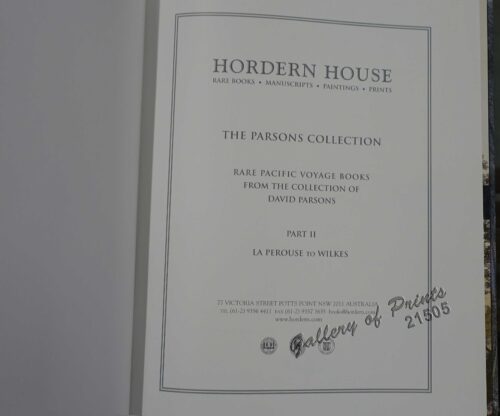 HORDERN HOUSE
RARE BOOKS • MANUSCRIPTS • PAINTINGS • PRINTS
THE PARSONS COLLECTION
RARE PACIFIC VOYAGE BOOKS
FROM THE COLLECTION OF
DAVID PARSONS
PART II
LA PEROUSE TO WILKES
77 VICTORIA STREET POTTS POINT NSW 2011 AUSTRALIA
www.hordern.com
Gallery of Prints
21505